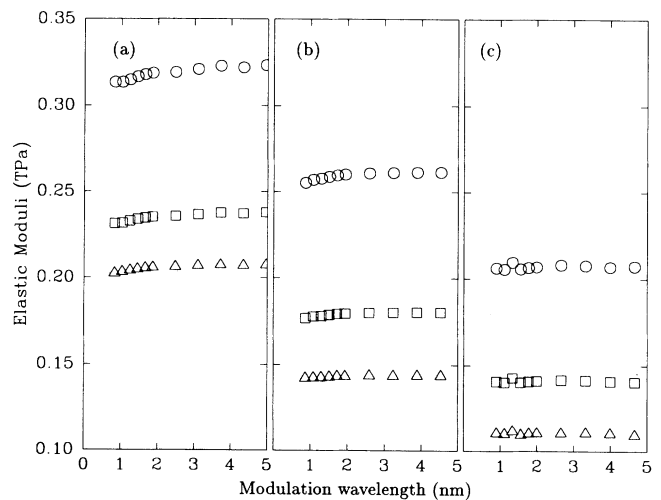 0.35
0.30
0.25
0.20
0.15
0.10
Elastic Moduli (TPa)
(a)
(b)
(c)
0 1 2 3 4 5
1 2 3 4 5
1 2 3 4 5
Modulation wavelength (nm)